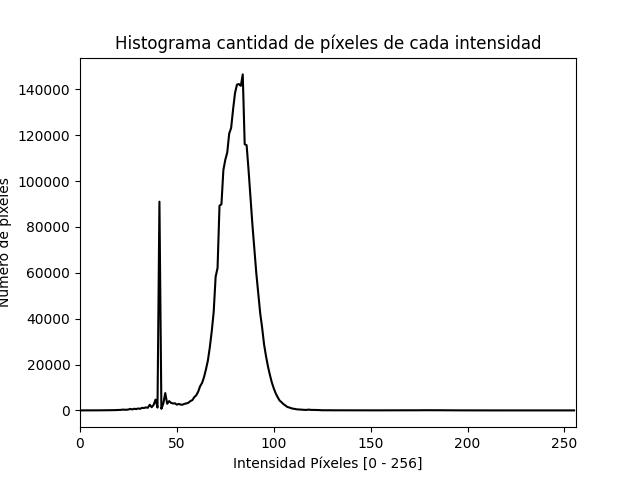 Histograma cantidad de píxeles de cada intensidad
140000
120000
100000
80000
60000
40000
20000
0
Número de píxeles
0 50 100 150 200 250
Intensidad Píxeles [0 - 256]